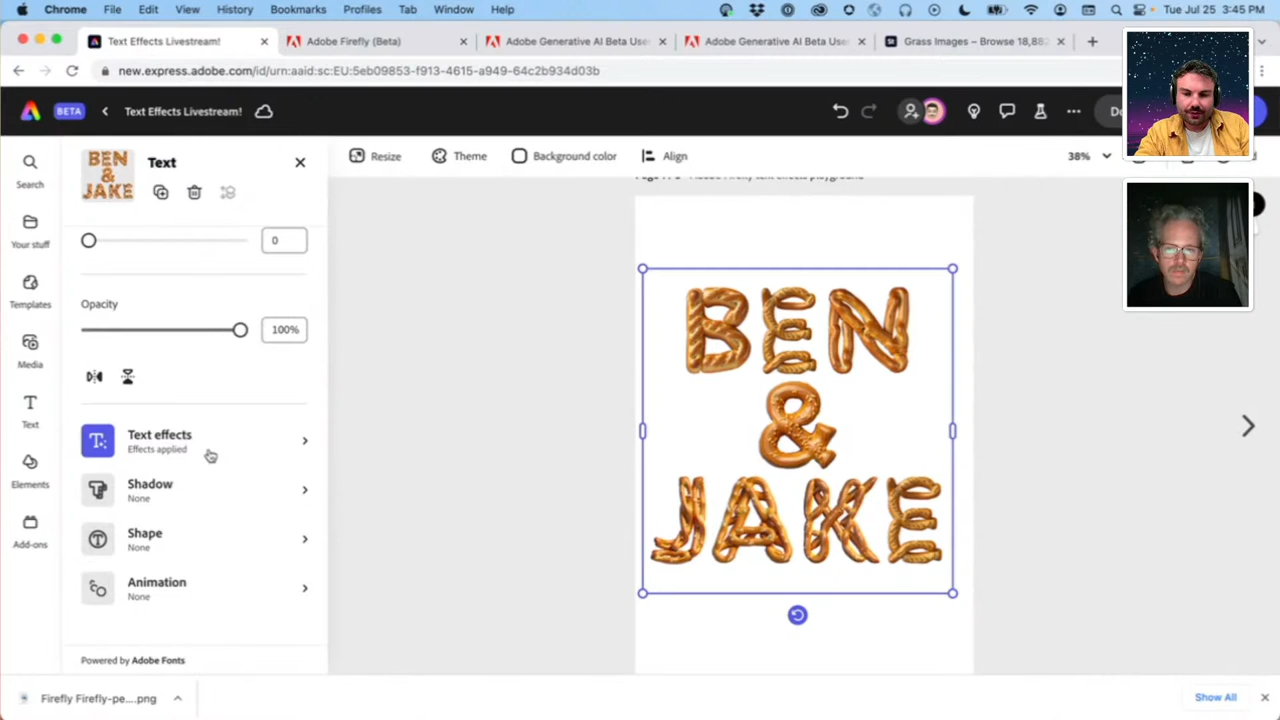 Chrome File Edit View History Bookmarks Profiles Tab Window Help Tue Jul 25 3:45 PM
Text Effects Livestream! Adobe Firefly (Beta) Adobe Generative AI Beta Use Adobe Generative AI Beta Use Grass Images – Browse 18,88
new.express.adobe.com/id/urn:aaid:sc:EU:5eb09853-f913-4615-a949-64c2b934d03b
BETA Text Effects Livestream!
Search
Your stuff
Templates
Media
Text
Elements
Add-ons
BEN
&
JAKE
Text
0
Opacity
100%
Text effects
Effects applied
Shadow
None
Shape
None
Animation
None
Powered by Adobe Fonts
Resize Theme Background color Align 38%
BEN
&
JAKE
Firefly Firefly-pe....png Show All